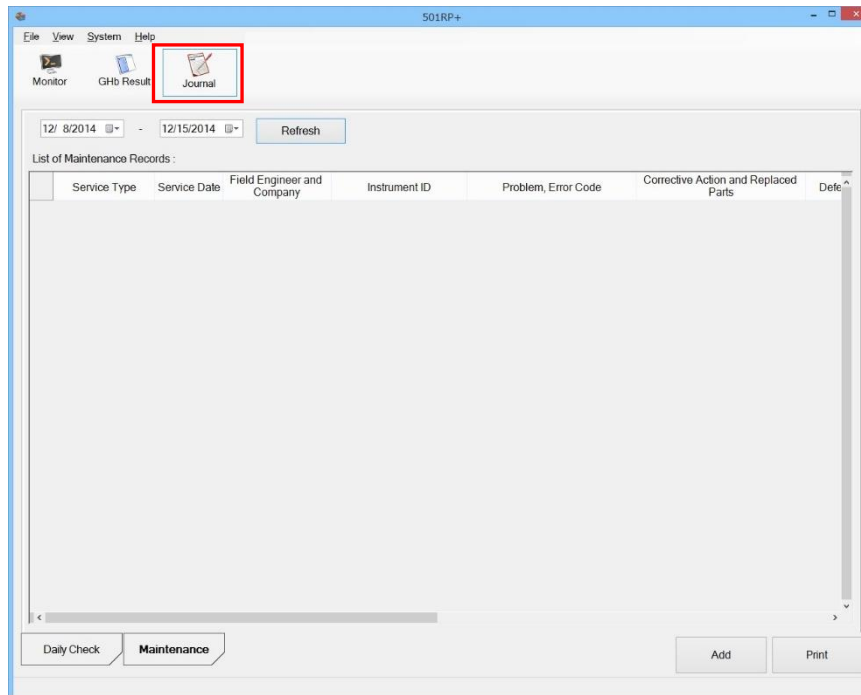 501RP+
File View System Help
Monitor GHb Result Journal
12/ 8/2014 - 12/15/2014 Refresh
List of Maintenance Records :
Service Type Service Date Field Engineer and Company Instrument ID Problem, Error Code Corrective Action and Replaced Parts Defe
Daily Check Maintenance Add Print